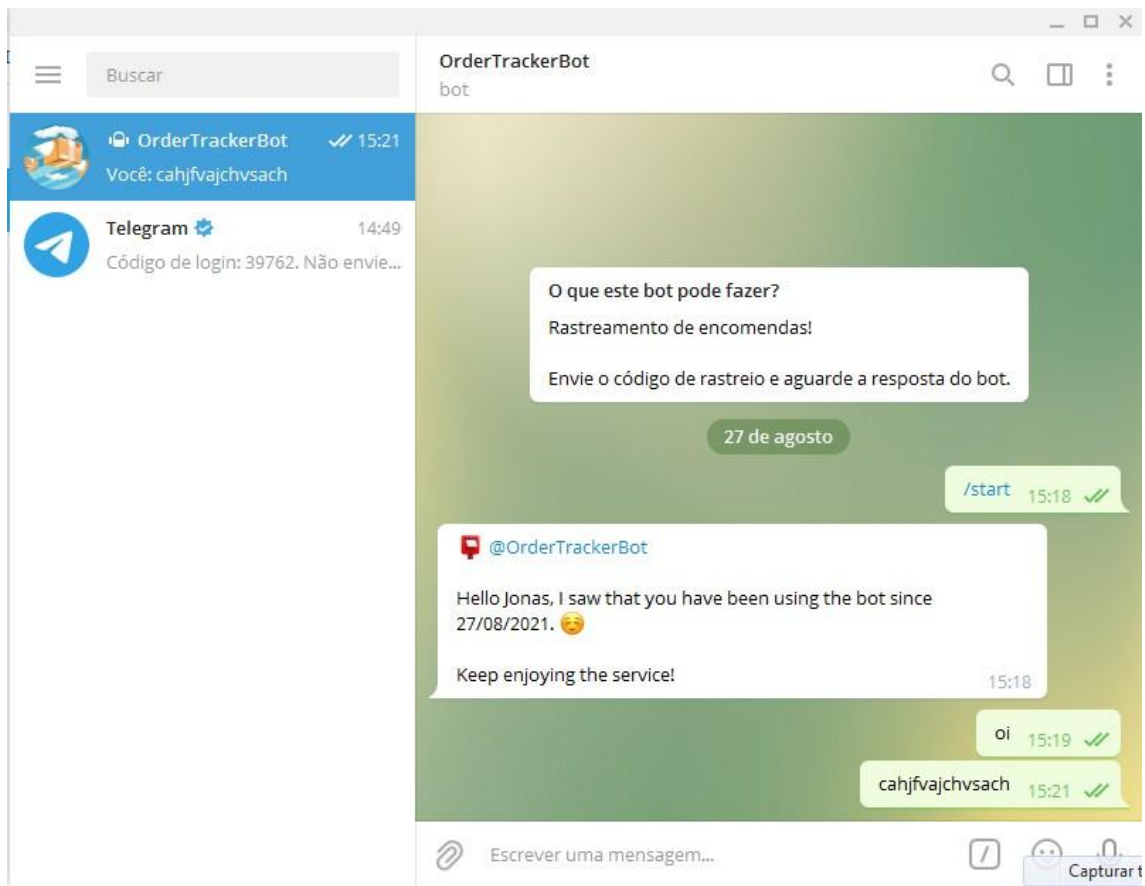 Buscar
OrderTrackerBot
bot
OrderTrackerBot 15:21
Você: cahjfvajchvsach
Telegram 14:49
Código de login: 39762. Não envie...
O que este bot pode fazer?
Rastreamento de encomendas!
Envie o código de rastreio e aguarde a resposta do bot.
27 de agosto
/start 15:18
@OrderTrackerBot
Hello Jonas, I saw that you have been using the bot since
27/08/2021. ☺️
Keep enjoying the service!
15:18
oi 15:19
cahjfvajchvsach 15:21
Escrever uma mensagem...
Capturar t